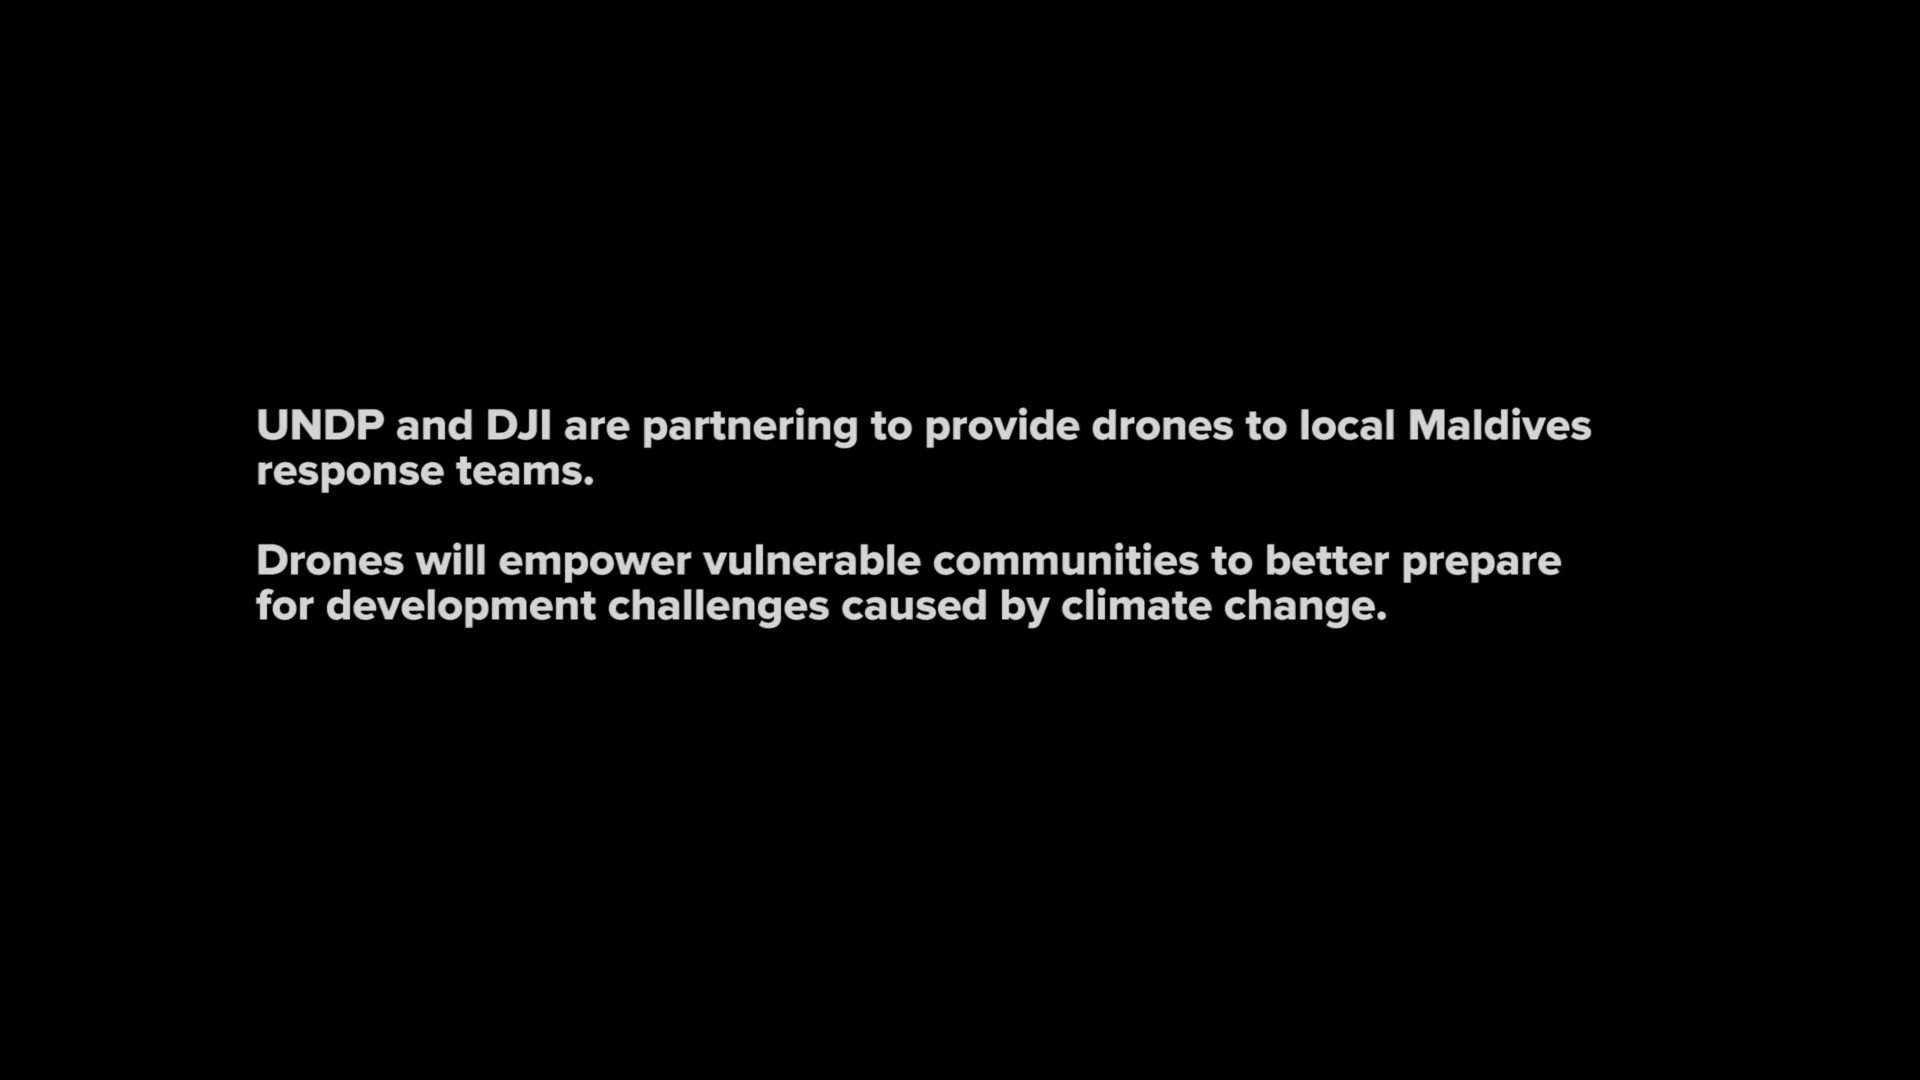 UNDP and DJI are partnering to provide drones to local Maldives
response teams.
Drones will empower vulnerable communities to better prepare
for development challenges caused by climate change.